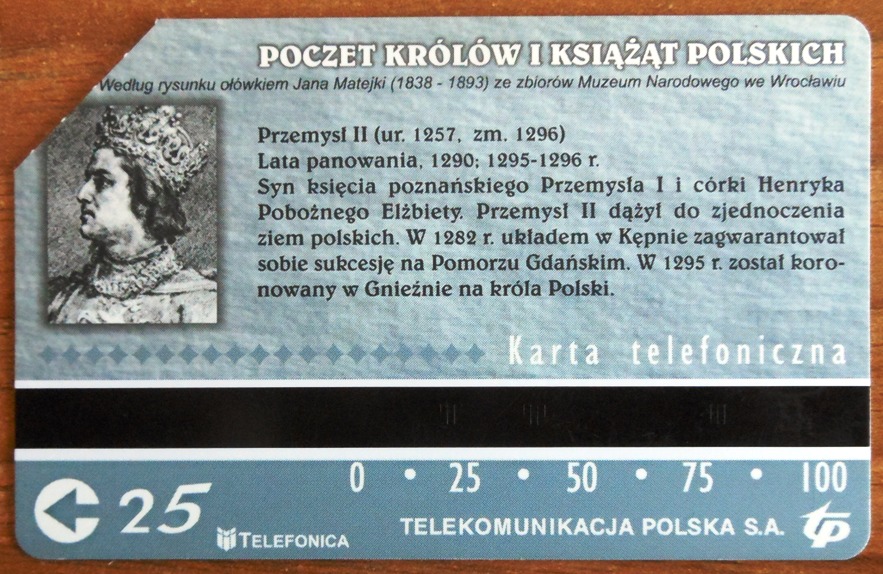 POCZET KRÓLÓW I KSIĄŻĄT POLSKICH
Według rysunku ołówkiem Jana Matejki (1838 - 1893) ze zbiorów Muzeum Narodowego we Wrocławiu
Przemysł II (ur. 1257, zm. 1296)
Lata panowania, 1290; 1295-1296 r.
Syn księcia poznańskiego Przemysła I i córki Henryka
Pobożnego Elżbiety. Przemysł II dążył do zjednoczenia
ziem polskich. W 1282 r. układem w Kępnie zagwarantował
sobie sukcesję na Pomorzu Gdańskim. W 1295 r. został koro-
nowany w Gnieźnie na króla Polski.
Karta telefoniczna
0 • 25 • 50 • 75 • 100
25
TELEFONICA
TELEKOMUNIKACJA POLSKA S.A.
tp